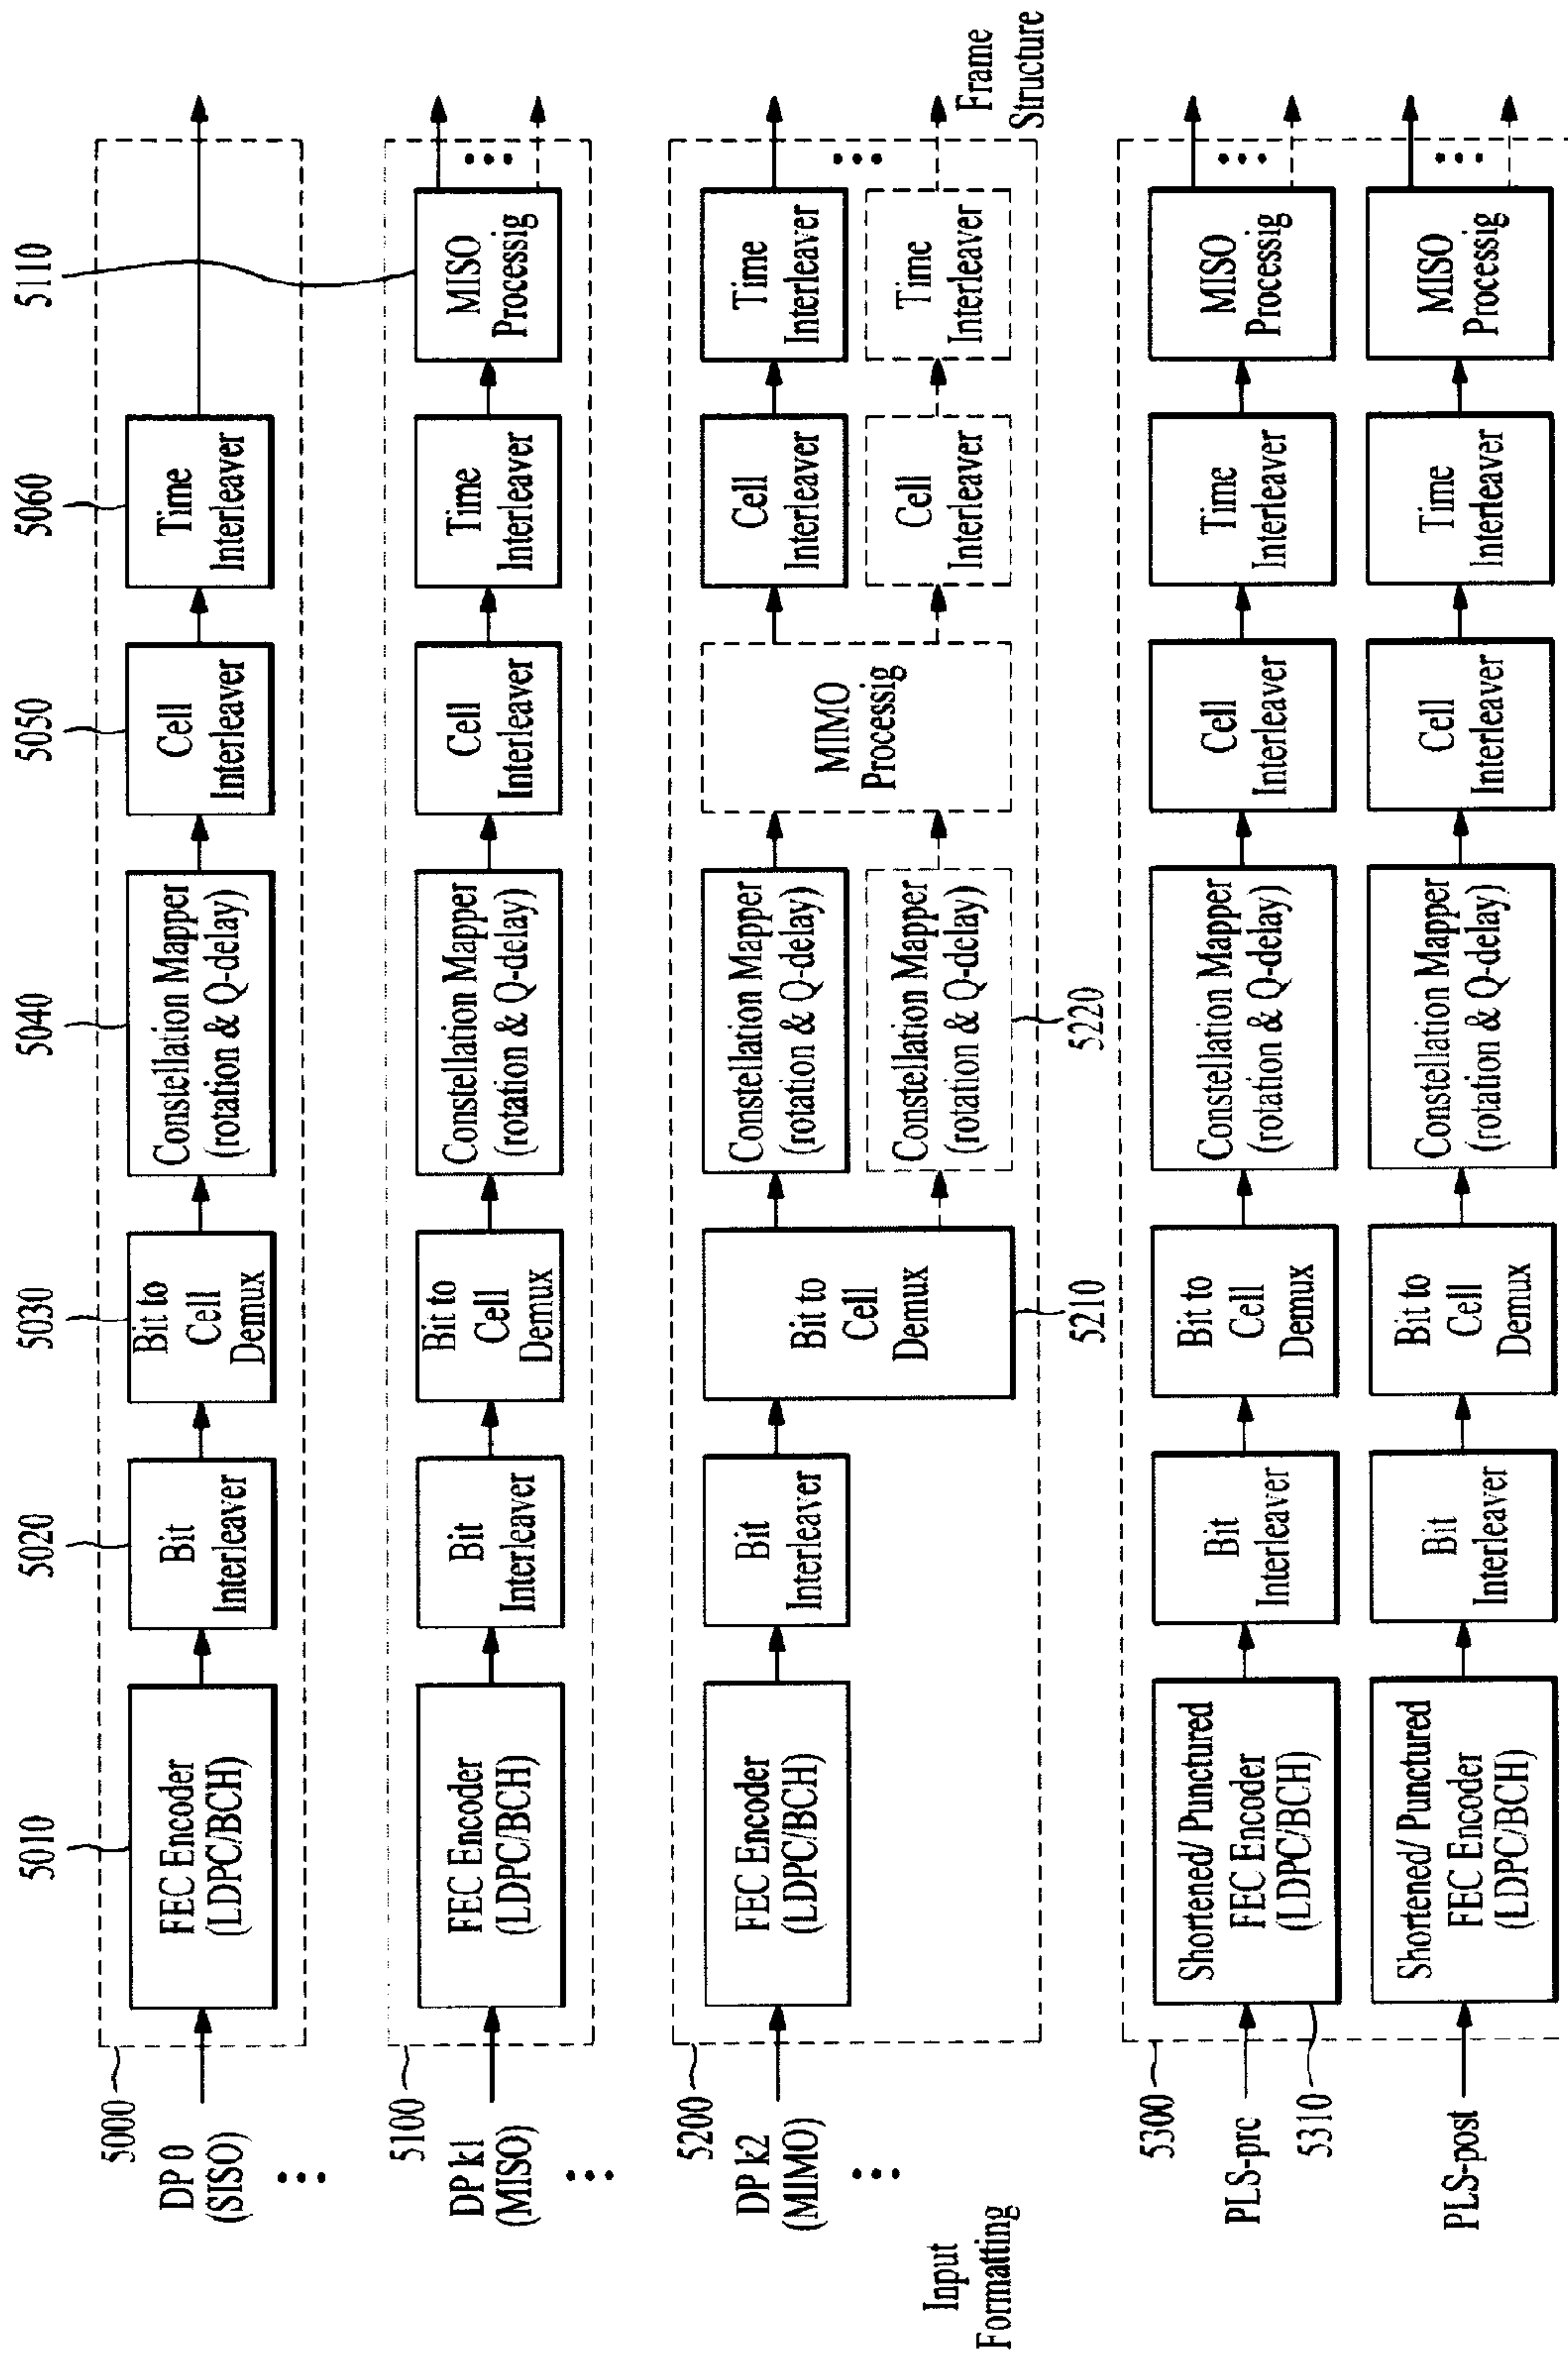 5010
5020
5030
5040
5050
5060
5110
5000
DP 0
(SISO)
FEC Encoder
(LDPC/BCH)
Bit
Interleaver
Bit to
Cell
Demux
Constellation Mapper
(rotation & Q-delay)
Cell
Interleaver
Time
Interleaver
5100
DP k1
(MISO)
FEC Encoder
(LDPC/BCH)
Bit
Interleaver
Bit to
Cell
Demux
Constellation Mapper
(rotation & Q-delay)
Cell
Interleaver
Time
Interleaver
MISO
Processig
5200
DP k2
(MIMO)
FEC Encoder
(LDPC/BCH)
Bit
Interleaver
Bit to
Cell
Demux
Constellation Mapper
(rotation & Q-delay)
Constellation Mapper
(rotation & Q-delay)
MIMO
Processig
Cell
Interleaver
Cell
Interleaver
Time
Interleaver
Time
Interleaver
5210
5220
Input
Formatting
Frame
Structure
5300
PLS-prc
5310
Shortened/ Punctured
FEC Encoder
(LDPC/BCH)
Bit
Interleaver
Bit to
Cell
Demux
Constellation Mapper
(rotation & Q-delay)
Cell
Interleaver
Time
Interleaver
MISO
Processig
PLS-post
Shortened/ Punctured
FEC Encoder
(LDPC/BCH)
Bit
Interleaver
Bit to
Cell
Demux
Constellation Mapper
(rotation & Q-delay)
Cell
Interleaver
Time
Interleaver
MISO
Processig